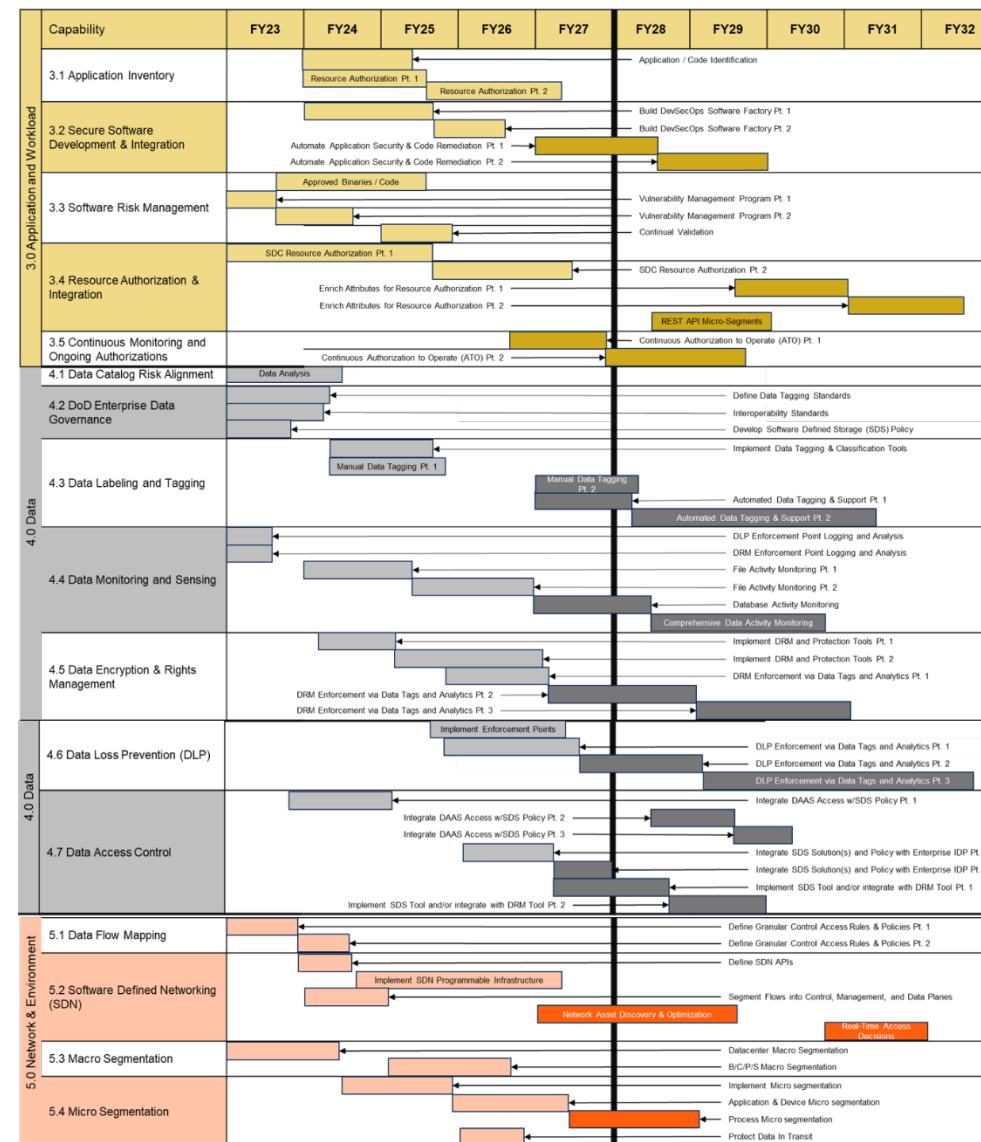 Capability FY23 FY24 FY25 FY26 FY27 FY28 FY29 FY30 FY31 FY32
3.0 Application and Workload
3.1 Application Inventory
Application / Code Identification
Resource Authorization Pt. 1
Resource Authorization Pt. 2
3.2 Secure Software
Development & Integration
Build DevSecOps Software Factory Pt. 1
Build DevSecOps Software Factory Pt. 2
Automate Application Security & Code Remediation Pt. 1
Automate Application Security & Code Remediation Pt. 2
3.3 Software Risk Management
Approved Binaries / Code
Vulnerability Management Program Pt. 1
Vulnerability Management Program Pt. 2
Continual Validation
3.4 Resource Authorization &
Integration
SDC Resource Authorization Pt. 1
SDC Resource Authorization Pt. 2
Enrich Attributes for Resource Authorization Pt. 1
Enrich Attributes for Resource Authorization Pt. 2
REST API Micro-Segments
3.5 Continuous Monitoring and
Ongoing Authorizations
Continuous Authorization to Operate (ATO) Pt. 1
Continuous Authorization to Operate (ATO) Pt. 2
4.0 Data
4.1 Data Catalog Risk Alignment
Data Analysis
4.2 DoD Enterprise Data
Governance
Define Data Tagging Standards
Interoperability Standards
Develop Software Defined Storage (SDS) Policy
4.3 Data Labeling and Tagging
Implement Data Tagging & Classification Tools
Manual Data Tagging Pt. 1
Manual Data Tagging
Pt. 2
Automated Data Tagging & Support Pt. 1
Automated Data Tagging & Support Pt. 2
4.4 Data Monitoring and Sensing
DLP Enforcement Point Logging and Analysis
DRM Enforcement Point Logging and Analysis
File Activity Monitoring Pt. 1
File Activity Monitoring Pt. 2
Database Activity Monitoring
Comprehensive Data Activity Monitoring
4.5 Data Encryption & Rights
Management
Implement DRM and Protection Tools Pt. 1
Implement DRM and Protection Tools Pt. 2
DRM Enforcement via Data Tags and Analytics Pt. 1
DRM Enforcement via Data Tags and Analytics Pt. 2
DRM Enforcement via Data Tags and Analytics Pt. 3
4.0 Data
4.6 Data Loss Prevention (DLP)
Implement Enforcement Points
DLP Enforcement via Data Tags and Analytics Pt. 1
DLP Enforcement via Data Tags and Analytics Pt. 2
DLP Enforcement via Data Tags and Analytics Pt. 3
4.7 Data Access Control
Integrate DAAS Access w/SDS Policy Pt. 1
Integrate DAAS Access w/SDS Policy Pt. 2
Integrate DAAS Access w/SDS Policy Pt. 3
Integrate SDS Solution(s) and Policy with Enterprise IDP Pt.
Integrate SDS Solution(s) and Policy with Enterprise IDP Pt.
Implement SDS Tool and/or integrate with DRM Tool Pt. 1
Implement SDS Tool and/or integrate with DRM Tool Pt. 2
5.0 Network & Environment
5.1 Data Flow Mapping
Define Granular Control Access Rules & Policies Pt. 1
Define Granular Control Access Rules & Policies Pt. 2
5.2 Software Defined Networking
(SDN)
Define SDN APIs
Implement SDN Programmable Infrastructure
Segment Flows into Control, Management, and Data Planes
Network Asset Discovery & Optimization
Real-Time Access
Decisions
5.3 Macro Segmentation
Datacenter Macro Segmentation
B/C/P/S Macro Segmentation
5.4 Micro Segmentation
Implement Micro segmentation
Application & Device Micro segmentation
Process Micro segmentation
Protect Data In Transit